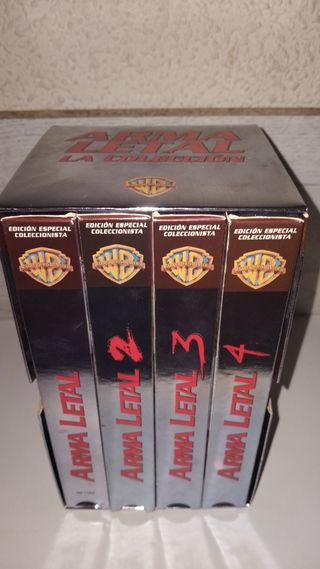 ARMA
LETAL
LA COLECCIÓN
EDICIÓN ESPECIAL
COLECCIONISTA
ARMA LETAL
EDICIÓN ESPECIAL
COLECCIONISTA
ARMA LETAL 2
EDICIÓN ESPECIAL
COLECCIONISTA
ARMA LETAL 3
EDICIÓN ESPECIAL
COLECCIONISTA
ARMA LETAL 4